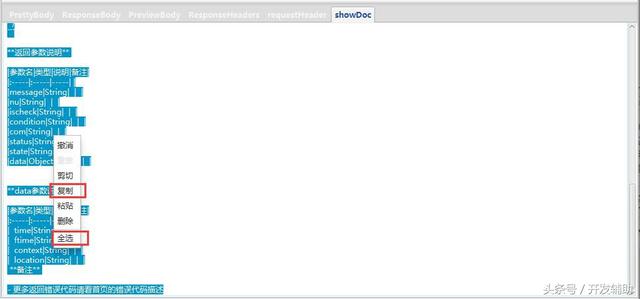 PrettyBody ResponseBody PreviewBody ResponseHeaders requestHeader showDoc
**返回参数说明**
|参数名|类型|说明|备注|
|:-----|:-----|-----|
|message|String| | |
|nu|String| | |
|ischeck|String| | |
|condition|String| | |
|com|String| | |
|status|String
|state|String
|data|Object
撤消
剪切
复制
粘贴
删除
全选
**data参数
|参数名|类型
| time|Stri
| ftime|Stri
| context|String| | |
| location|String| | |
**备注**
- 更多返回错误代码请看首页的错误代码描述
头条号 / 开发辅助